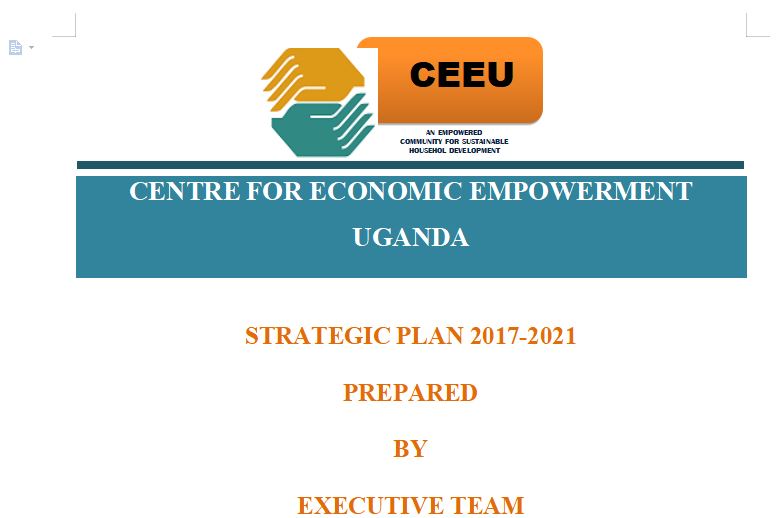 CEEU
AN EMPOWERED
COMMUNITY FOR SUSTAINABLE
HOUSEHOL DEVELOPMENT
CENTRE FOR ECONOMIC EMPOWERMENT
UGANDA
STRATEGIC PLAN 2017-2021
PREPARED
BY
EXECUTIVE TEAM